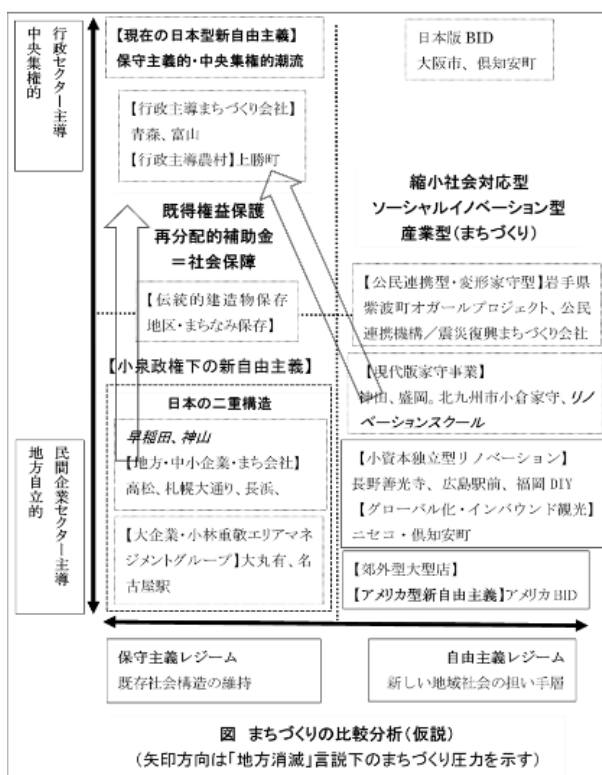 行政セクター主導
中央集権的
民間企業セクター主導
地方自立的
【現在の日本型新自由主義】
保守主義的・中央集権的潮流
【行政主導まちづくり会社】
青森、富山
【行政主導農村】上勝町
既得権益保護
再分配的補助金
＝社会保障
【伝統的建造物保存
地区・まちなみ保存】
【小泉政権下の新自由主義】
日本の二重構造
早稲田、神山
【地方・中小企業・まち会社】
高松、札幌大通り、長浜、
【大企業・小林重敬エリアマネ
ジメントグループ】大丸有、名
古屋駅
日本版 BID
大阪市、倶知安町
縮小社会対応型
ソーシャルイノベーション型
産業型(まちづくり)
【公民連携型・変形家守型】岩手県
紫波町オガールプロジェクト、公民
連携機構／震災復興まちづくり会社
【現代版家守事業】
神田、盛岡。北九州市小倉家守、リノ
ベーションスクール
【小資本独立型リノベーション】
長野善光寺、広島駅前、福岡 DIY
【グローバル化・インバウンド観光】
ニセコ・倶知安町
【郊外型大型店】
【アメリカ型新自由主義】アメリカ BID
保守主義レジーム
既存社会構造の維持
自由主義レジーム
新しい地域社会の担い手層
図 まちづくりの比較分析(仮説)
(矢印方向は「地方消滅」言説下のまちづくり圧力を示す)